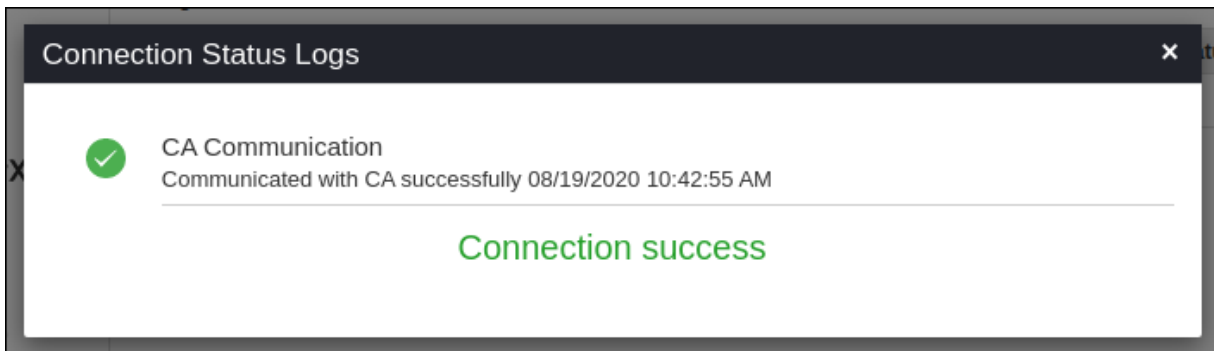 Connection Status Logs ×
CA Communication
Communicated with CA successfully 08/19/2020 10:42:55 AM
Connection success
X